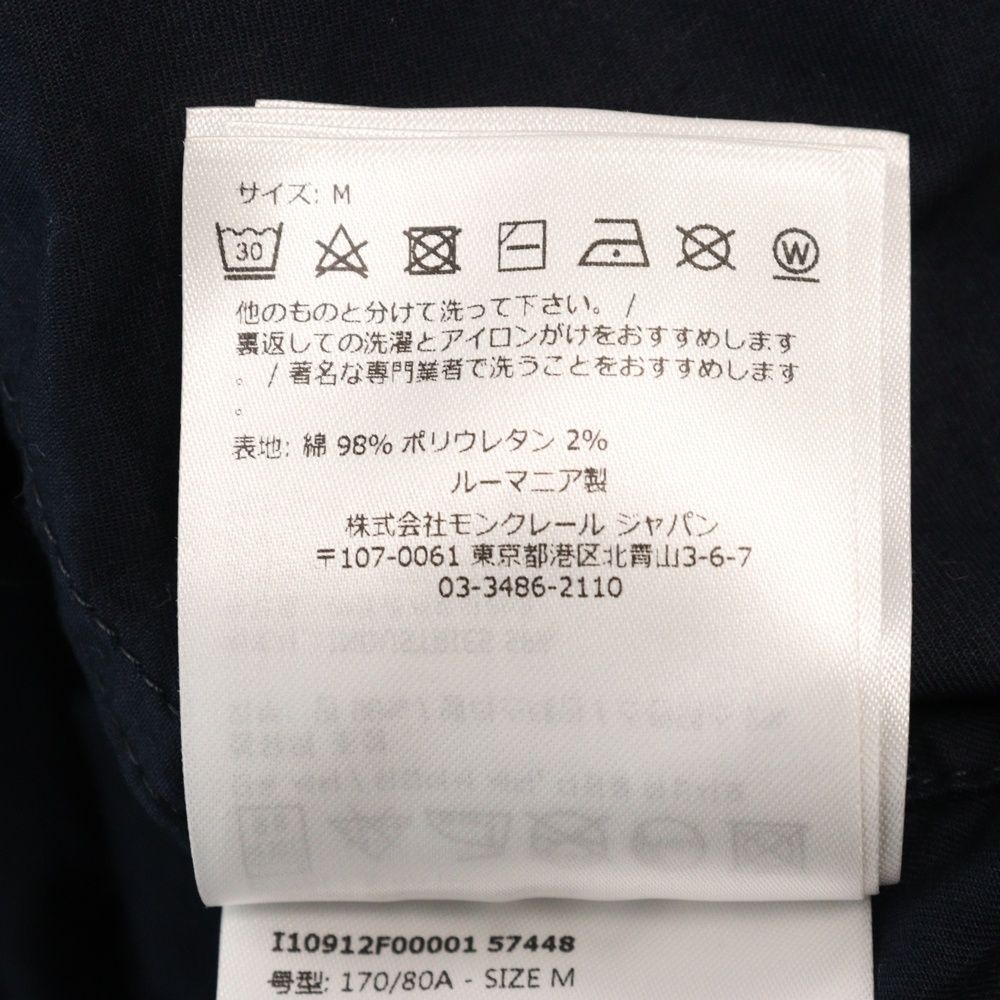 サイズ: M
30
W
他のものと分けて洗って下さい。 /
裏返しての洗濯とアイロンがけをおすすめします
。 / 著名な専門業者で洗うことをおすすめします
。
表地: 綿 98% ポリウレタン 2%
ルーマニア製
株式会社モンクレール ジャパン
〒107-0061 東京都港区北青山3-6-7
03-3486-2110
I10912F00001 57448
号型: 170/80A - SIZE M